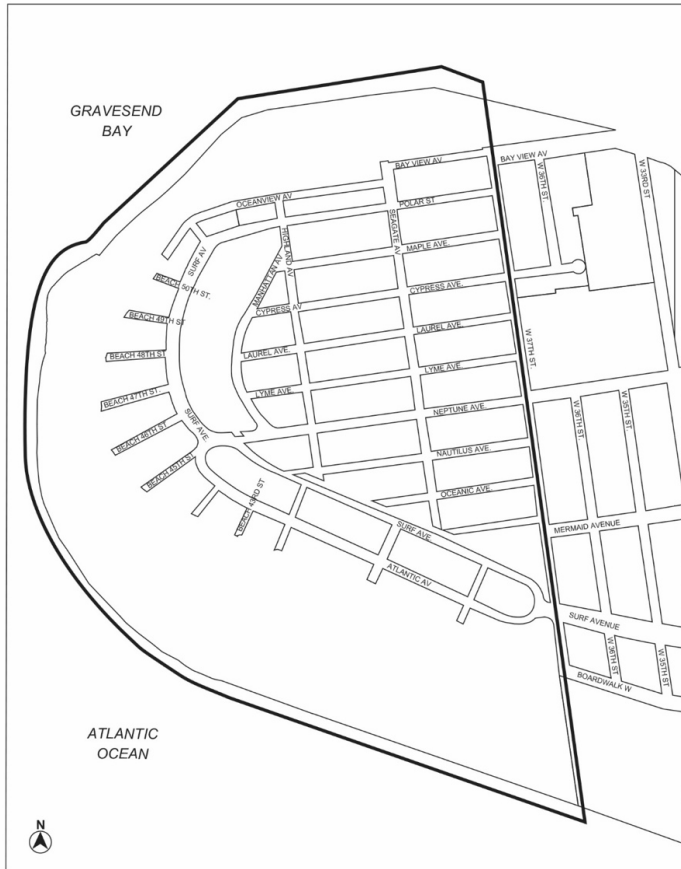 GRAVESEND
BAY
BAY VIEW AV
BAY VIEW AV
W 36TH ST.
W 33RD ST
OCEANVIEW AV
POLAR ST
SEAGATE AV
HIGHLAND AV
SURF AV
MAPLE AVE.
MANHATTAN AV
BEACH 50TH ST.
CYPRESS AVE.
CYPRESS AV
BEACH 49TH ST
LAUREL AVE.
W 37TH ST.
BEACH 48TH ST
LAUREL AVE.
LYME AVE.
LYME AVE.
BEACH 47TH ST.
NEPTUNE AVE.
W 36TH ST.
W 35TH ST.
SURF AVE.
BEACH 46TH ST
NAUTILUS AVE.
BEACH 45TH ST
OCEANIC AVE.
BEACH 43RD ST
SURF AVE.
MERMAID AVENUE
ATLANTIC AV
SURF AVENUE
W 36TH ST.
W 35TH ST.
BOARDWALK W
ATLANTIC
OCEAN
N